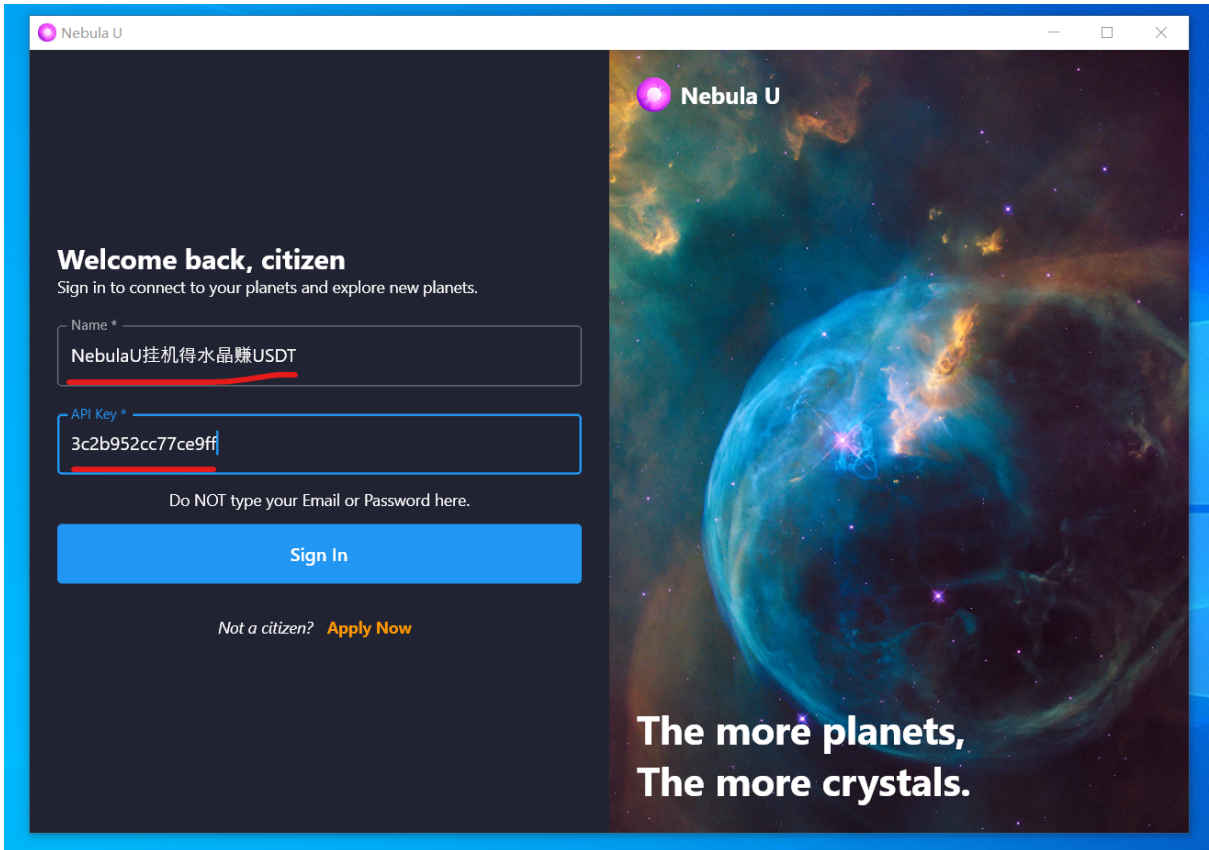 Nebula U
Nebula U
Welcome back, citizen
Sign in to connect to your planets and explore new planets.
Name *
NebulaU挂机得水晶赚USDT
API Key *
3c2b952cc77ce9ff
Do NOT type your Email or Password here.
Sign In
Not a citizen? Apply Now
The more planets,
The more crystals.